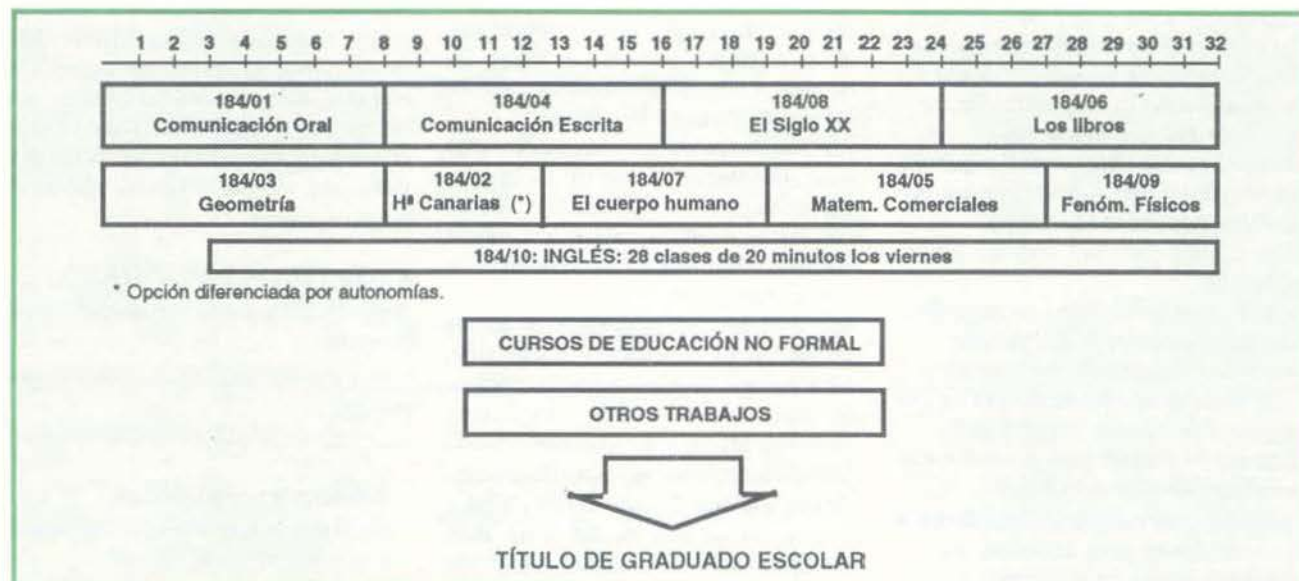 1 2 3 4 5 6 7 8 9 10 11 12 13 14 15 16 17 18 19 20 21 22 23 24 25 26 27 28 29 30 31 32
184/01 184/04 184/08 184/06
Comunicación Oral Comunicación Escrita El Siglo XX Los libros
184/03 184/02 184/07 184/05 184/09
Geometría Hª Canarias (*) El cuerpo humano Matem. Comerciales Fenóm. Físicos
184/10: INGLÉS: 28 clases de 20 minutos los viernes
* Opción diferenciada por autonomías.
CURSOS DE EDUCACIÓN NO FORMAL
OTROS TRABAJOS
TÍTULO DE GRADUADO ESCOLAR